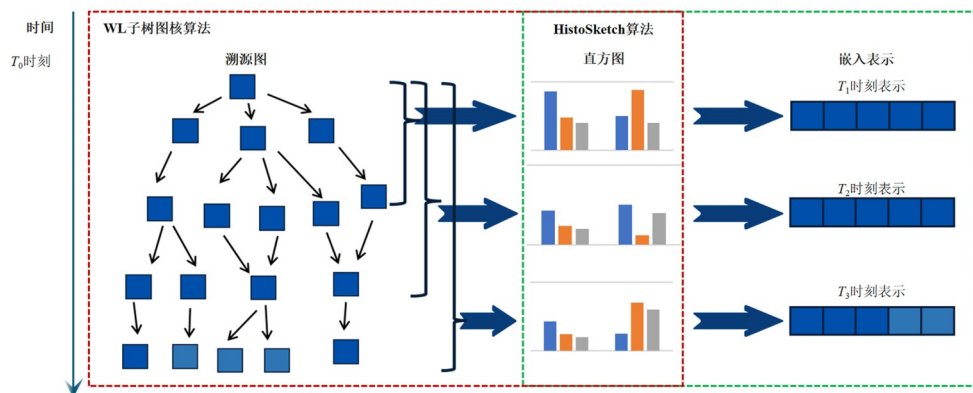 时间
WL子树图核算法
HistoSketch算法
T₀时刻
溯源图
直方图
嵌入表示
T₁时刻表示
T₂时刻表示
T₃时刻表示